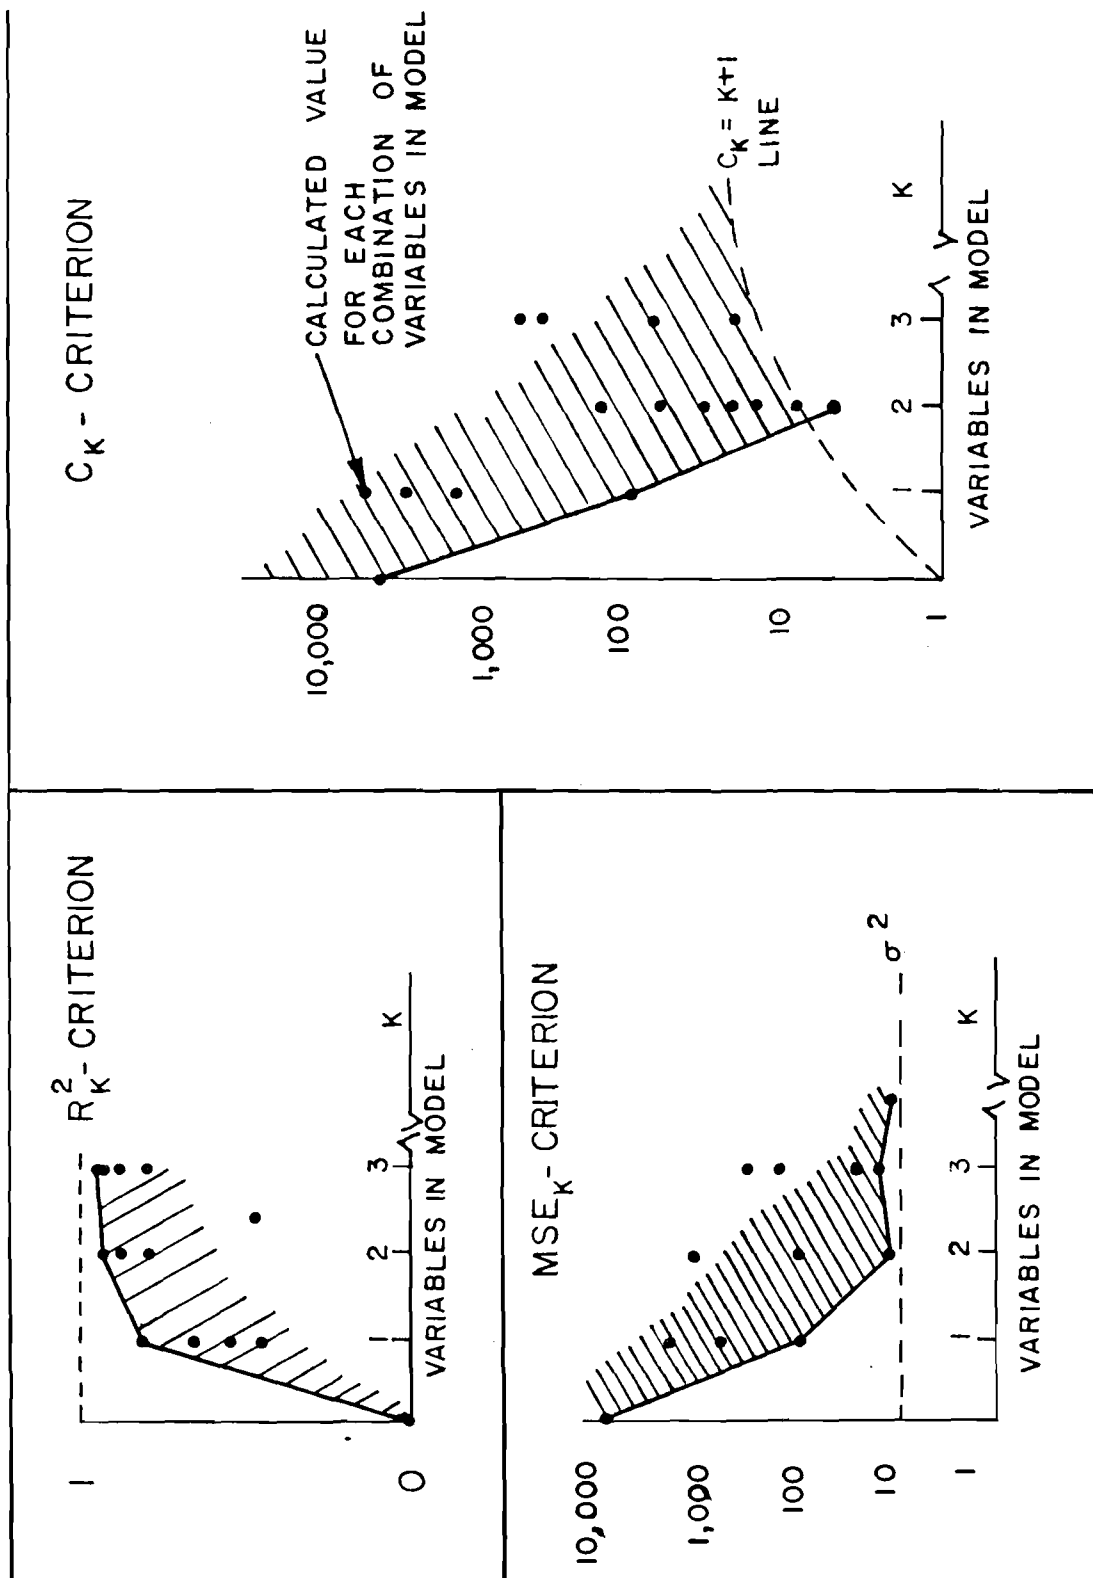 R²K - CRITERION
1
0
1
2
3
K
VARIABLES IN MODEL
MSEK - CRITERION
10,000
1,000
100
10
1
σ²
1
2
3
K
VARIABLES IN MODEL
CK - CRITERION
CALCULATED VALUE
FOR EACH
COMBINATION OF
VARIABLES IN MODEL
10,000
1,000
100
10
1
CK = K+1
LINE
1
2
3
K
VARIABLES IN MODEL